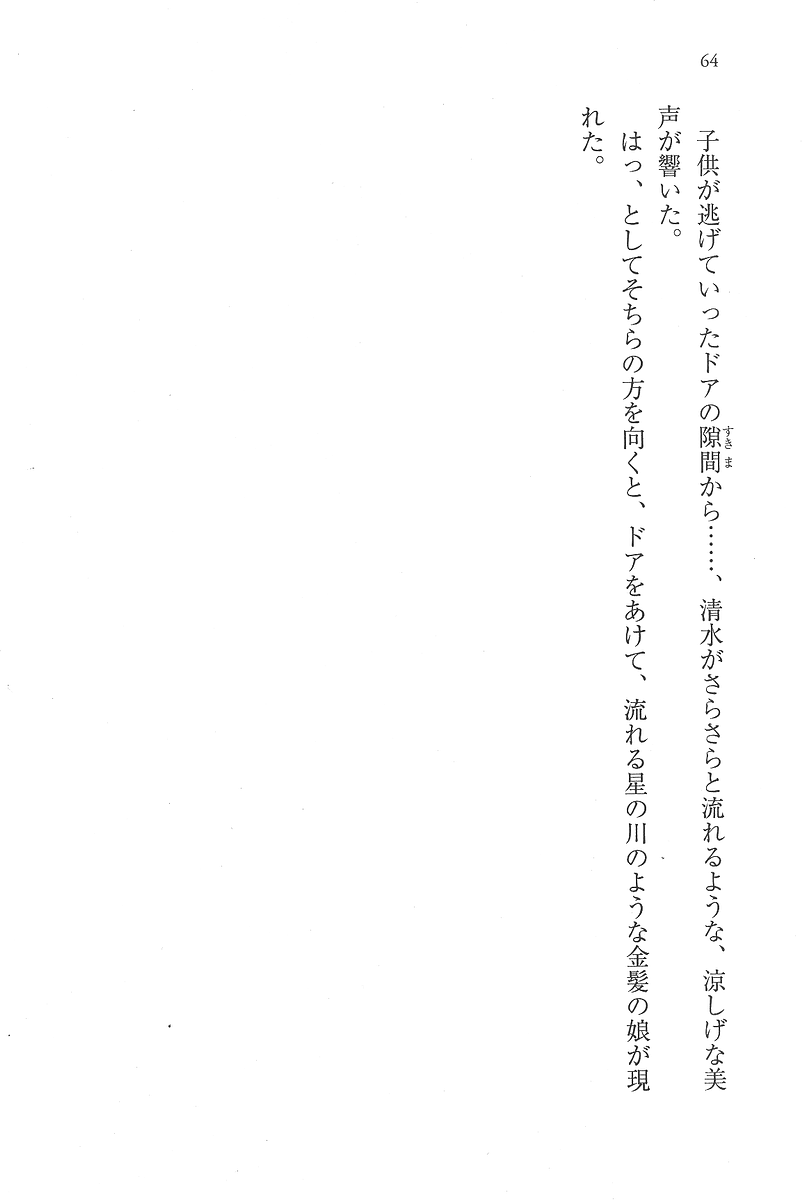 64
子供が逃げていったドアの隙間から……、清水がさらさらと流れるような、涼しげな美
すきま
声が響いた。
はっ、としてそちらの方を向くと、ドアをあけて、流れる星の川のような金髪の娘が現
れた。